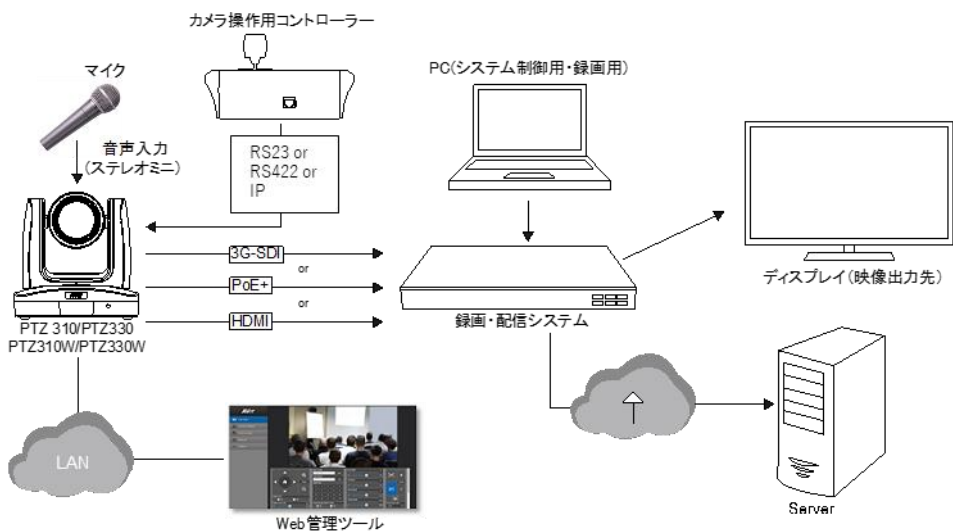 カメラ操作用コントローラー
マイク
PC(システム制御用・録画用)
音声入力
(ステレオミニ)
RS23 or
RS422 or
IP
3G-SDI
or
PoE+
or
HDMI
ディスプレイ(映像出力先)
録画・配信システム
PTZ 310/PTZ330
PTZ310W/PTZ330W
LAN
Web管理ツール
Server